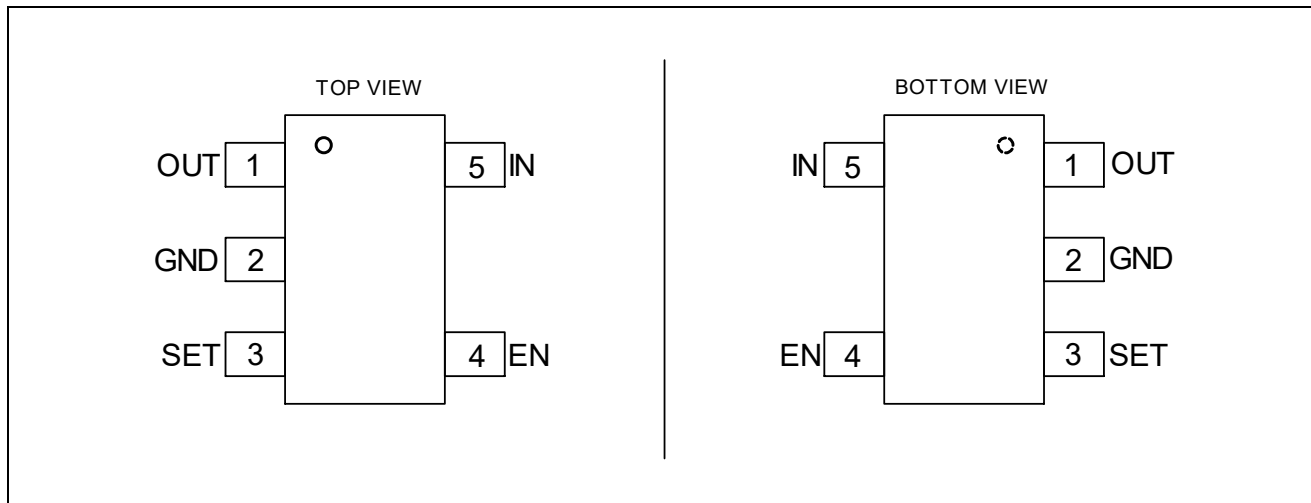 TOP VIEW
OUT 1 5 IN
GND 2
SET 3 4 EN
BOTTOM VIEW
IN 5 1 OUT
2 GND
EN 4 3 SET